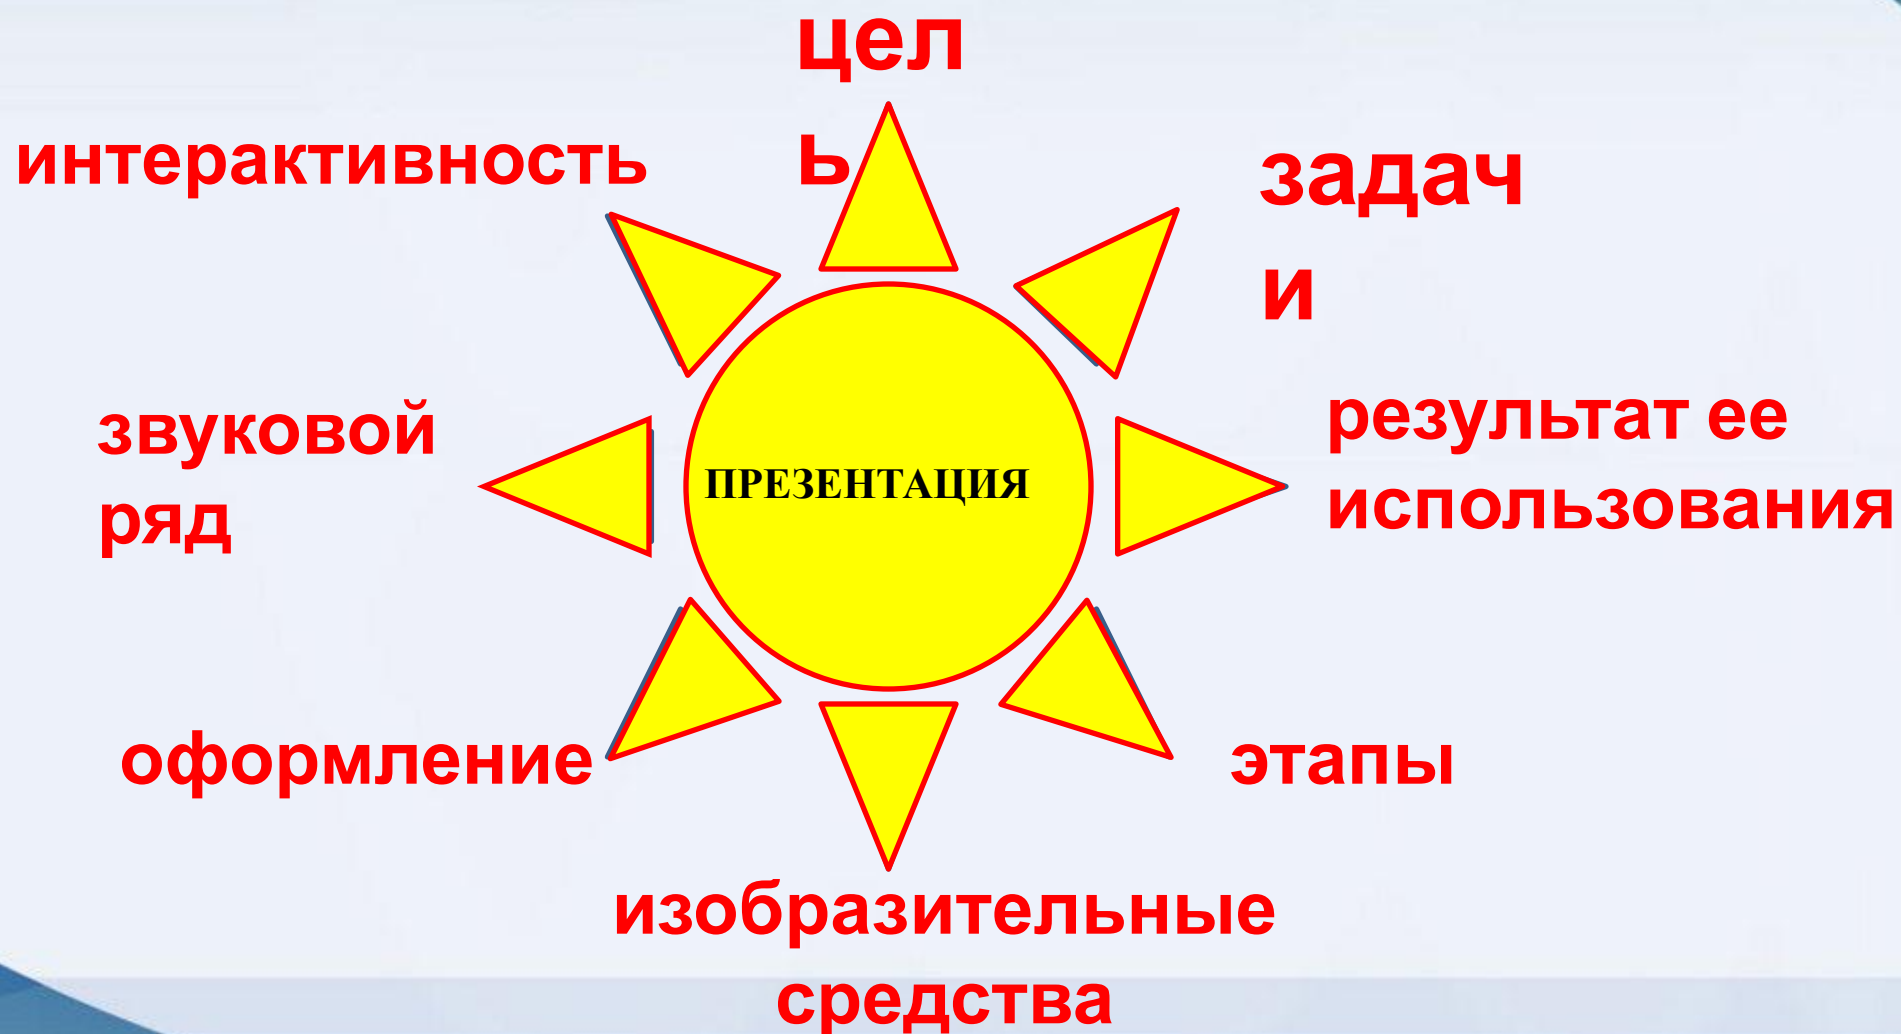 цел
ь
интерактивность
задач
и
звуковой
ряд
ПРЕЗЕНТАЦИЯ
результат ее
использования
оформление
этапы
изобразительные
средства